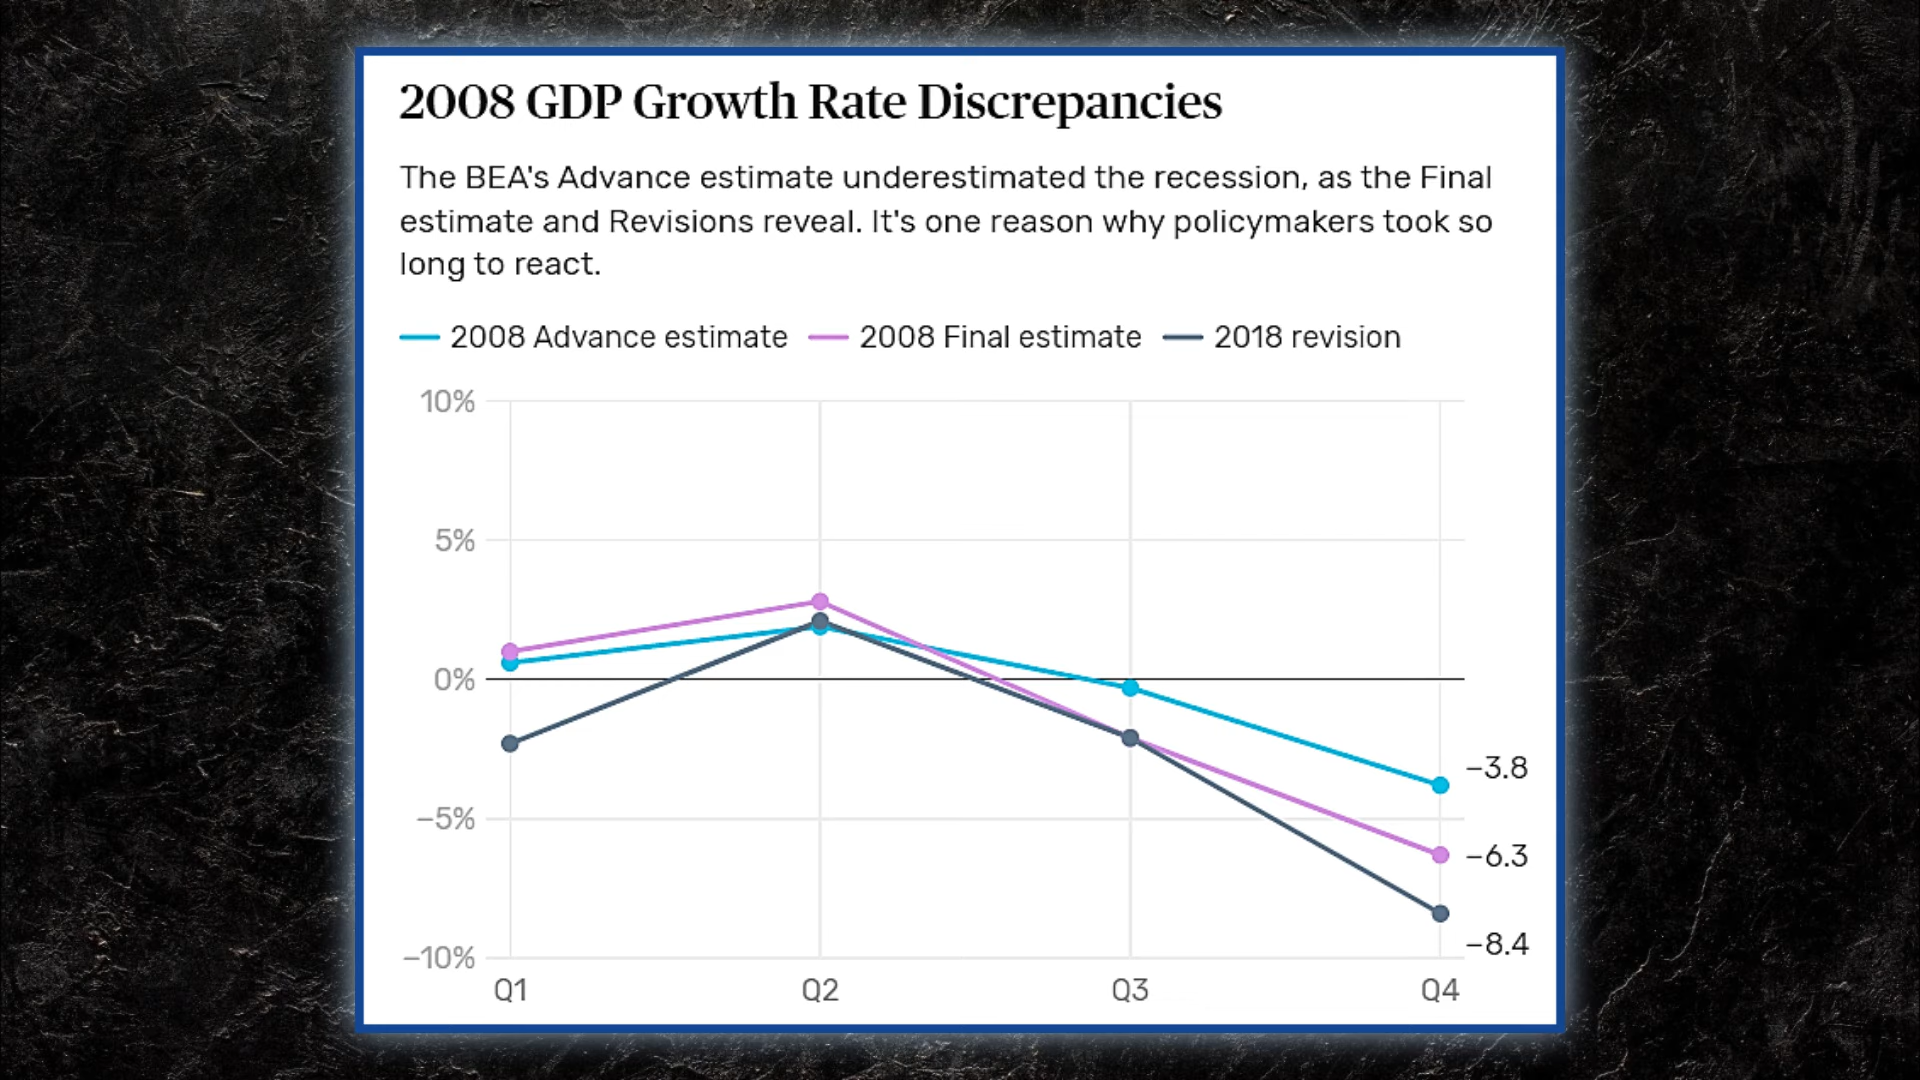 2008 GDP Growth Rate Discrepancies
The BEA's Advance estimate underestimated the recession, as the Final
estimate and Revisions reveal. It's one reason why policymakers took so
long to react.
2008 Advance estimate 2008 Final estimate 2018 revision
10%
5%
0%
−5%
−10%
−3.8
−6.3
−8.4
Q1 Q2 Q3 Q4